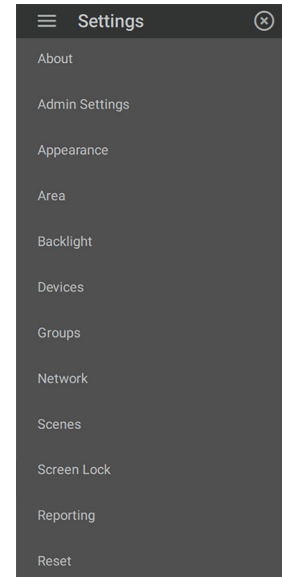 Settings
About
Admin Settings
Appearance
Area
Backlight
Devices
Groups
Network
Scenes
Screen Lock
Reporting
Reset